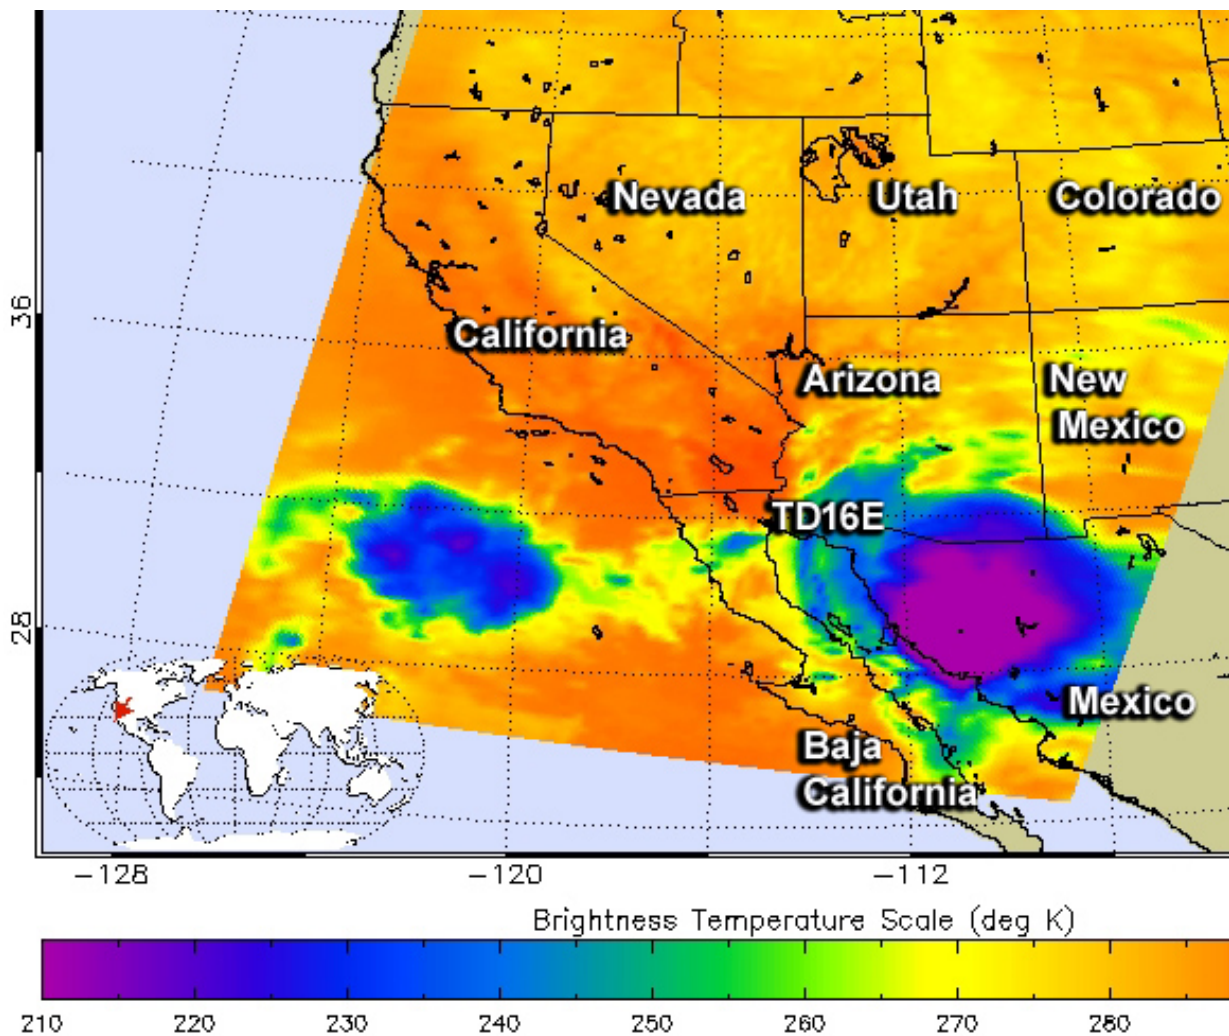 Nevada
Utah
Colorado
36
California
Arizona
New
Mexico
TD16E
28
Mexico
Baja
California
-128
-120
-112
Brightness Temperature Scale (deg K)
210 220 230 240 250 260 270 280